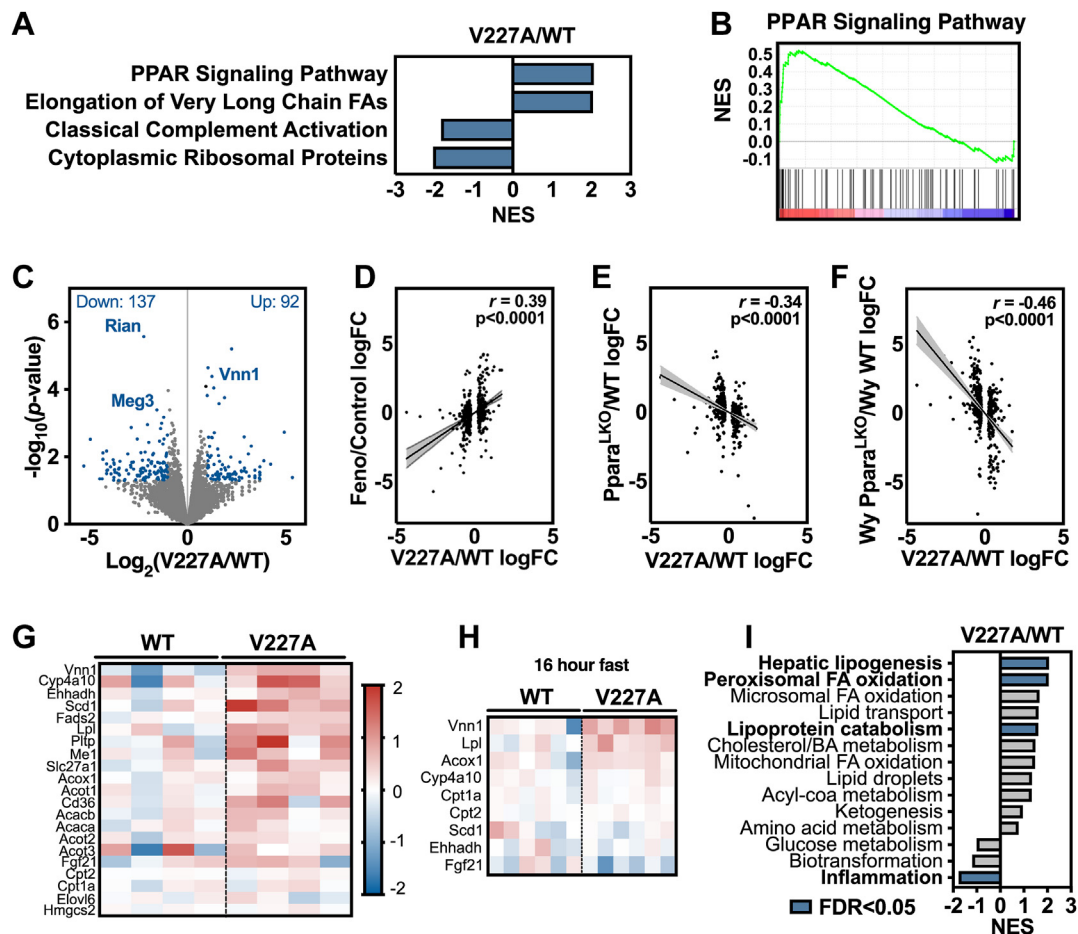 A
V227A/WT
PPAR Signaling Pathway
Elongation of Very Long Chain FAs
Classical Complement Activation
Cytoplasmic Ribosomal Proteins
-3 -2 -1 0 1 2 3
NES
B
PPAR Signaling Pathway
NES
0.5
0.4
0.3
0.2
0.1
0.0
-0.1
C
Down: 137
Up: 92
Rian
Vnn1
Meg3
-log10(p-value)
6
4
2
0
-5 0 5
Log2(V227A/WT)
D
r = 0.39
p<0.0001
Feno/Control logFC
5
0
-5
0 5
V227A/WT logFC
E
r = -0.34
p<0.0001
PparaLKO/WT logFC
5
0
-5
0 5
V227A/WT logFC
F
r = -0.46
p<0.0001
Wy PparaLKO/Wy WT logFC
5
0
-5
-5 0 5
V227A/WT logFC
G
WT V227A
Vnn1
Cyp4a10
Ehhadh
Scd1
Fads2
Lpl
Pltp
Me1
Slc27a1
Acox1
Acot1
Cd36
Acacb
Acaca
Acot2
Acot3
Fgf21
Cpt2
Cpt1a
Elovl6
Hmgcs2
2
1
0
-1
-2
H
16 hour fast
WT V227A
Vnn1
Lpl
Acox1
Cyp4a10
Cpt1a
Cpt2
Scd1
Ehhadh
Fgf21
I
V227A/WT
Hepatic lipogenesis
Peroxisomal FA oxidation
Microsomal FA oxidation
Lipid transport
Lipoprotein catabolism
Cholesterol/BA metabolism
Mitochondrial FA oxidation
Lipid droplets
Acyl-coa metabolism
Ketogenesis
Amino acid metabolism
Glucose metabolism
Biotransformation
Inflammation
FDR<0.05
-2 -1 0 1 2 3
NES